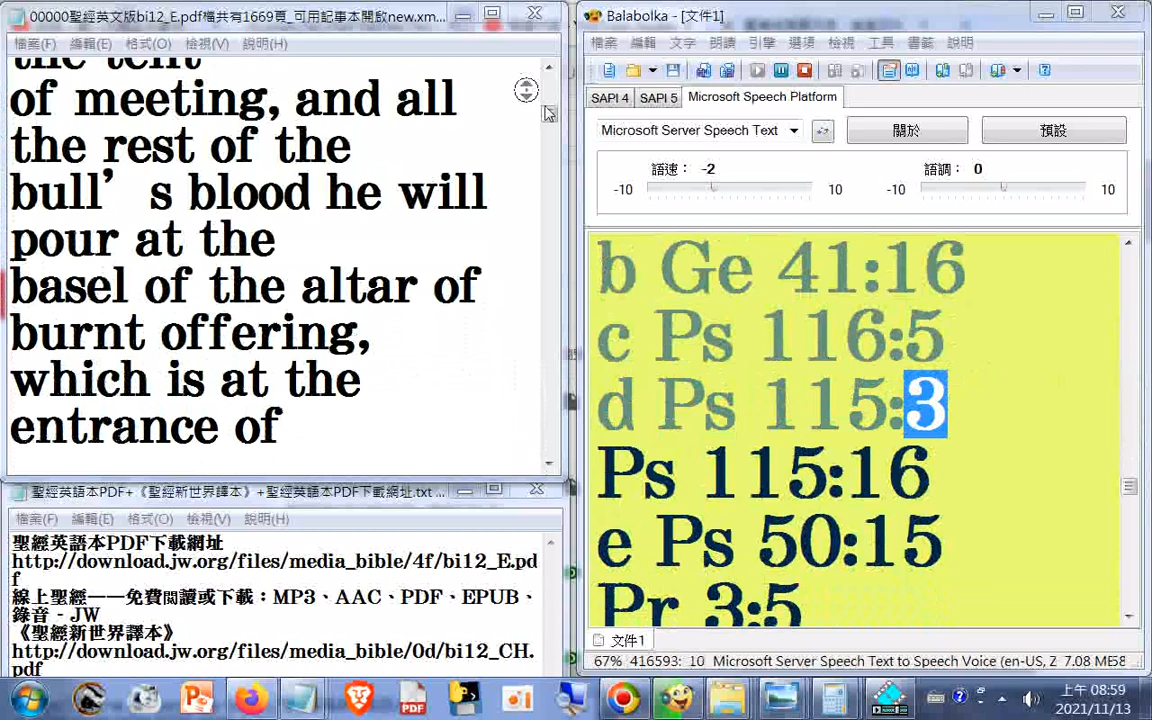 00000聖經英文版bi12_E.pdf檔共有1669頁_可用記事本開啟new.xm...
檔案(F) 編輯(E) 格式(O) 檢視(V) 說明(H)
the tent
of meeting, and all
the rest of the
bull’s blood he will
pour at the
basel of the altar of
burnt offering,
which is at the
entrance of
聖經英語本PDF+《聖經新世界譯本》+聖經英語本PDF下載網址.txt ...
檔案(F) 編輯(E) 格式(O) 檢視(V) 說明(H)
聖經英語本PDF下載網址
http://download.jw.org/files/media_bible/4f/bi12_E.pd
f
線上聖經——免費閱讀或下載：MP3、AAC、PDF、EPUB、
錄音 - JW
《聖經新世界譯本》
http://download.jw.org/files/media_bible/0d/bi12_CH.
pdf
Balabolka - [文件1]
檔案 編輯 文字 朗讀 引擎 選項 檢視 工具 書籤 說明
SAPI 4 SAPI 5 Microsoft Speech Platform
Microsoft Server Speech Text 關於 預設
語速： -2 語調： 0
-10 10 -10 10
b Ge 41:16
c Ps 116:5
d Ps 115:3
Ps 115:16
e Ps 50:15
Pr 3:5
文件1
67% 416593: 10 Microsoft Server Speech Text to Speech Voice (en-US, Z 7.08 ME58
上午 08:59
2021/11/13